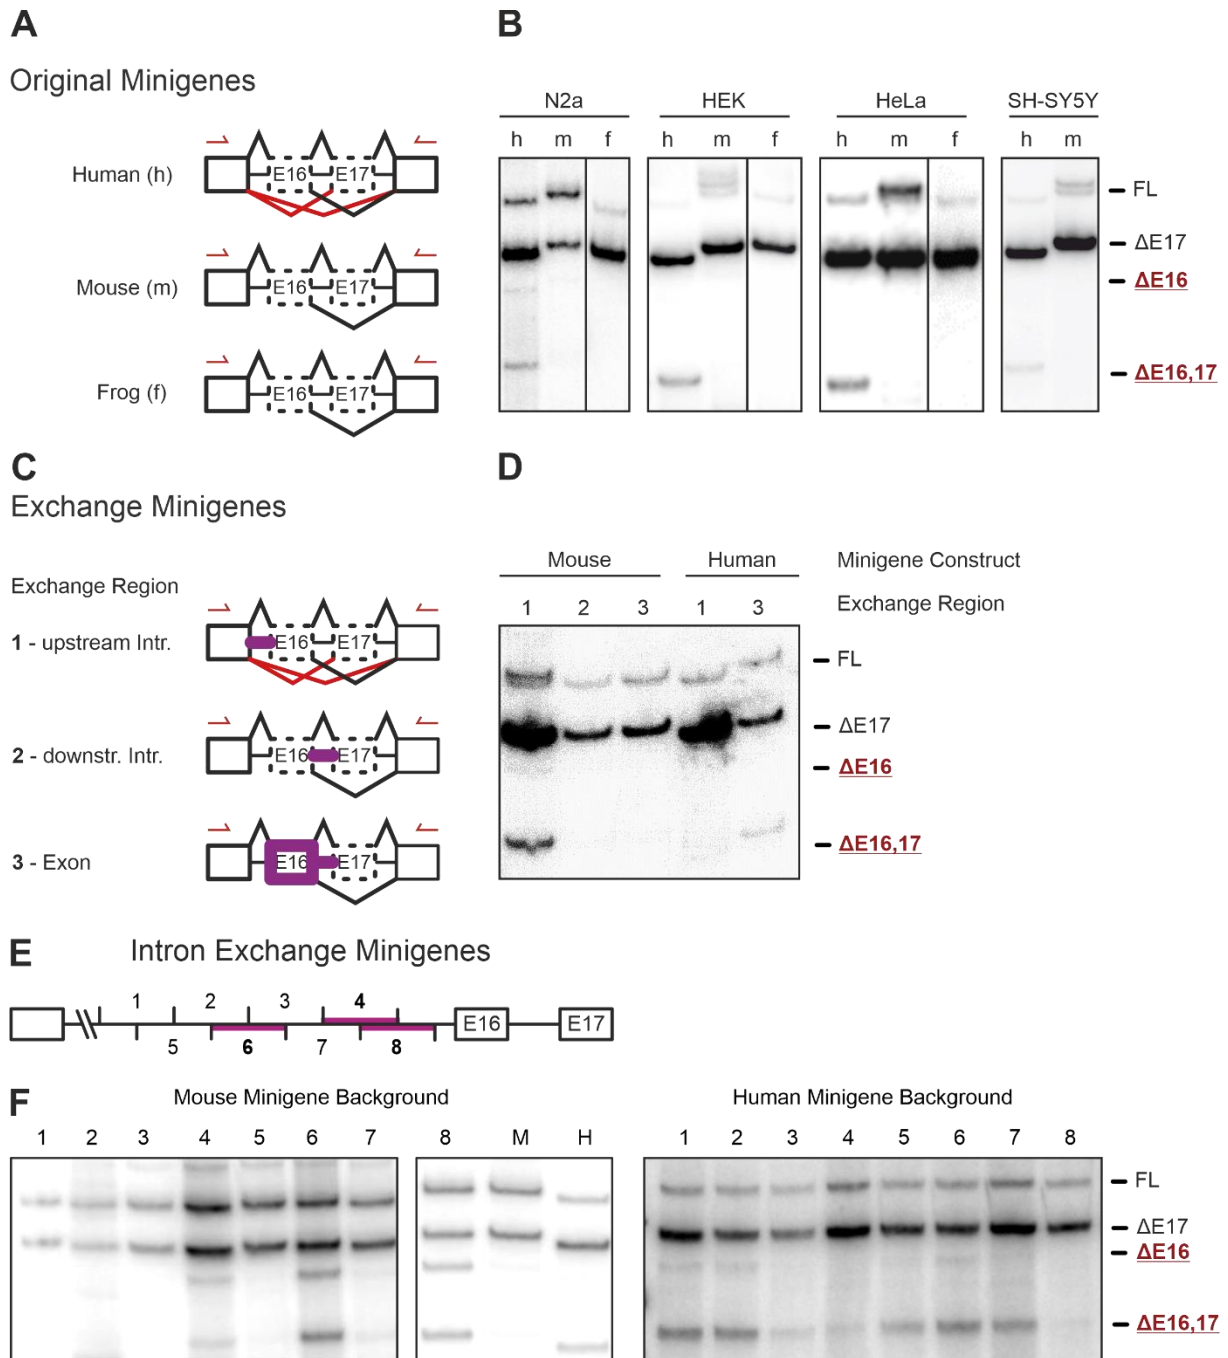 A
Original Minigenes
Human (h)
E16 E17
Mouse (m)
E16 E17
Frog (f)
E16 E17
B
N2a HEK HeLa SH-SY5Y
h m f h m f h m f h m
FL
ΔE17
ΔE16
ΔE16,17
C
Exchange Minigenes
Exchange Region
1 - upstream Intr.
E16 E17
2 - downstr. Intr.
E16 E17
3 - Exon
E16 E17
D
Mouse Human Minigene Construct
1 2 3 1 3 Exchange Region
FL
ΔE17
ΔE16
ΔE16,17
E
Intron Exchange Minigenes
1 2 3 4
E16 E17
5 6 7 8
F
Mouse Minigene Background Human Minigene Background
1 2 3 4 5 6 7 8 M H 1 2 3 4 5 6 7 8
FL
ΔE17
ΔE16
ΔE16,17